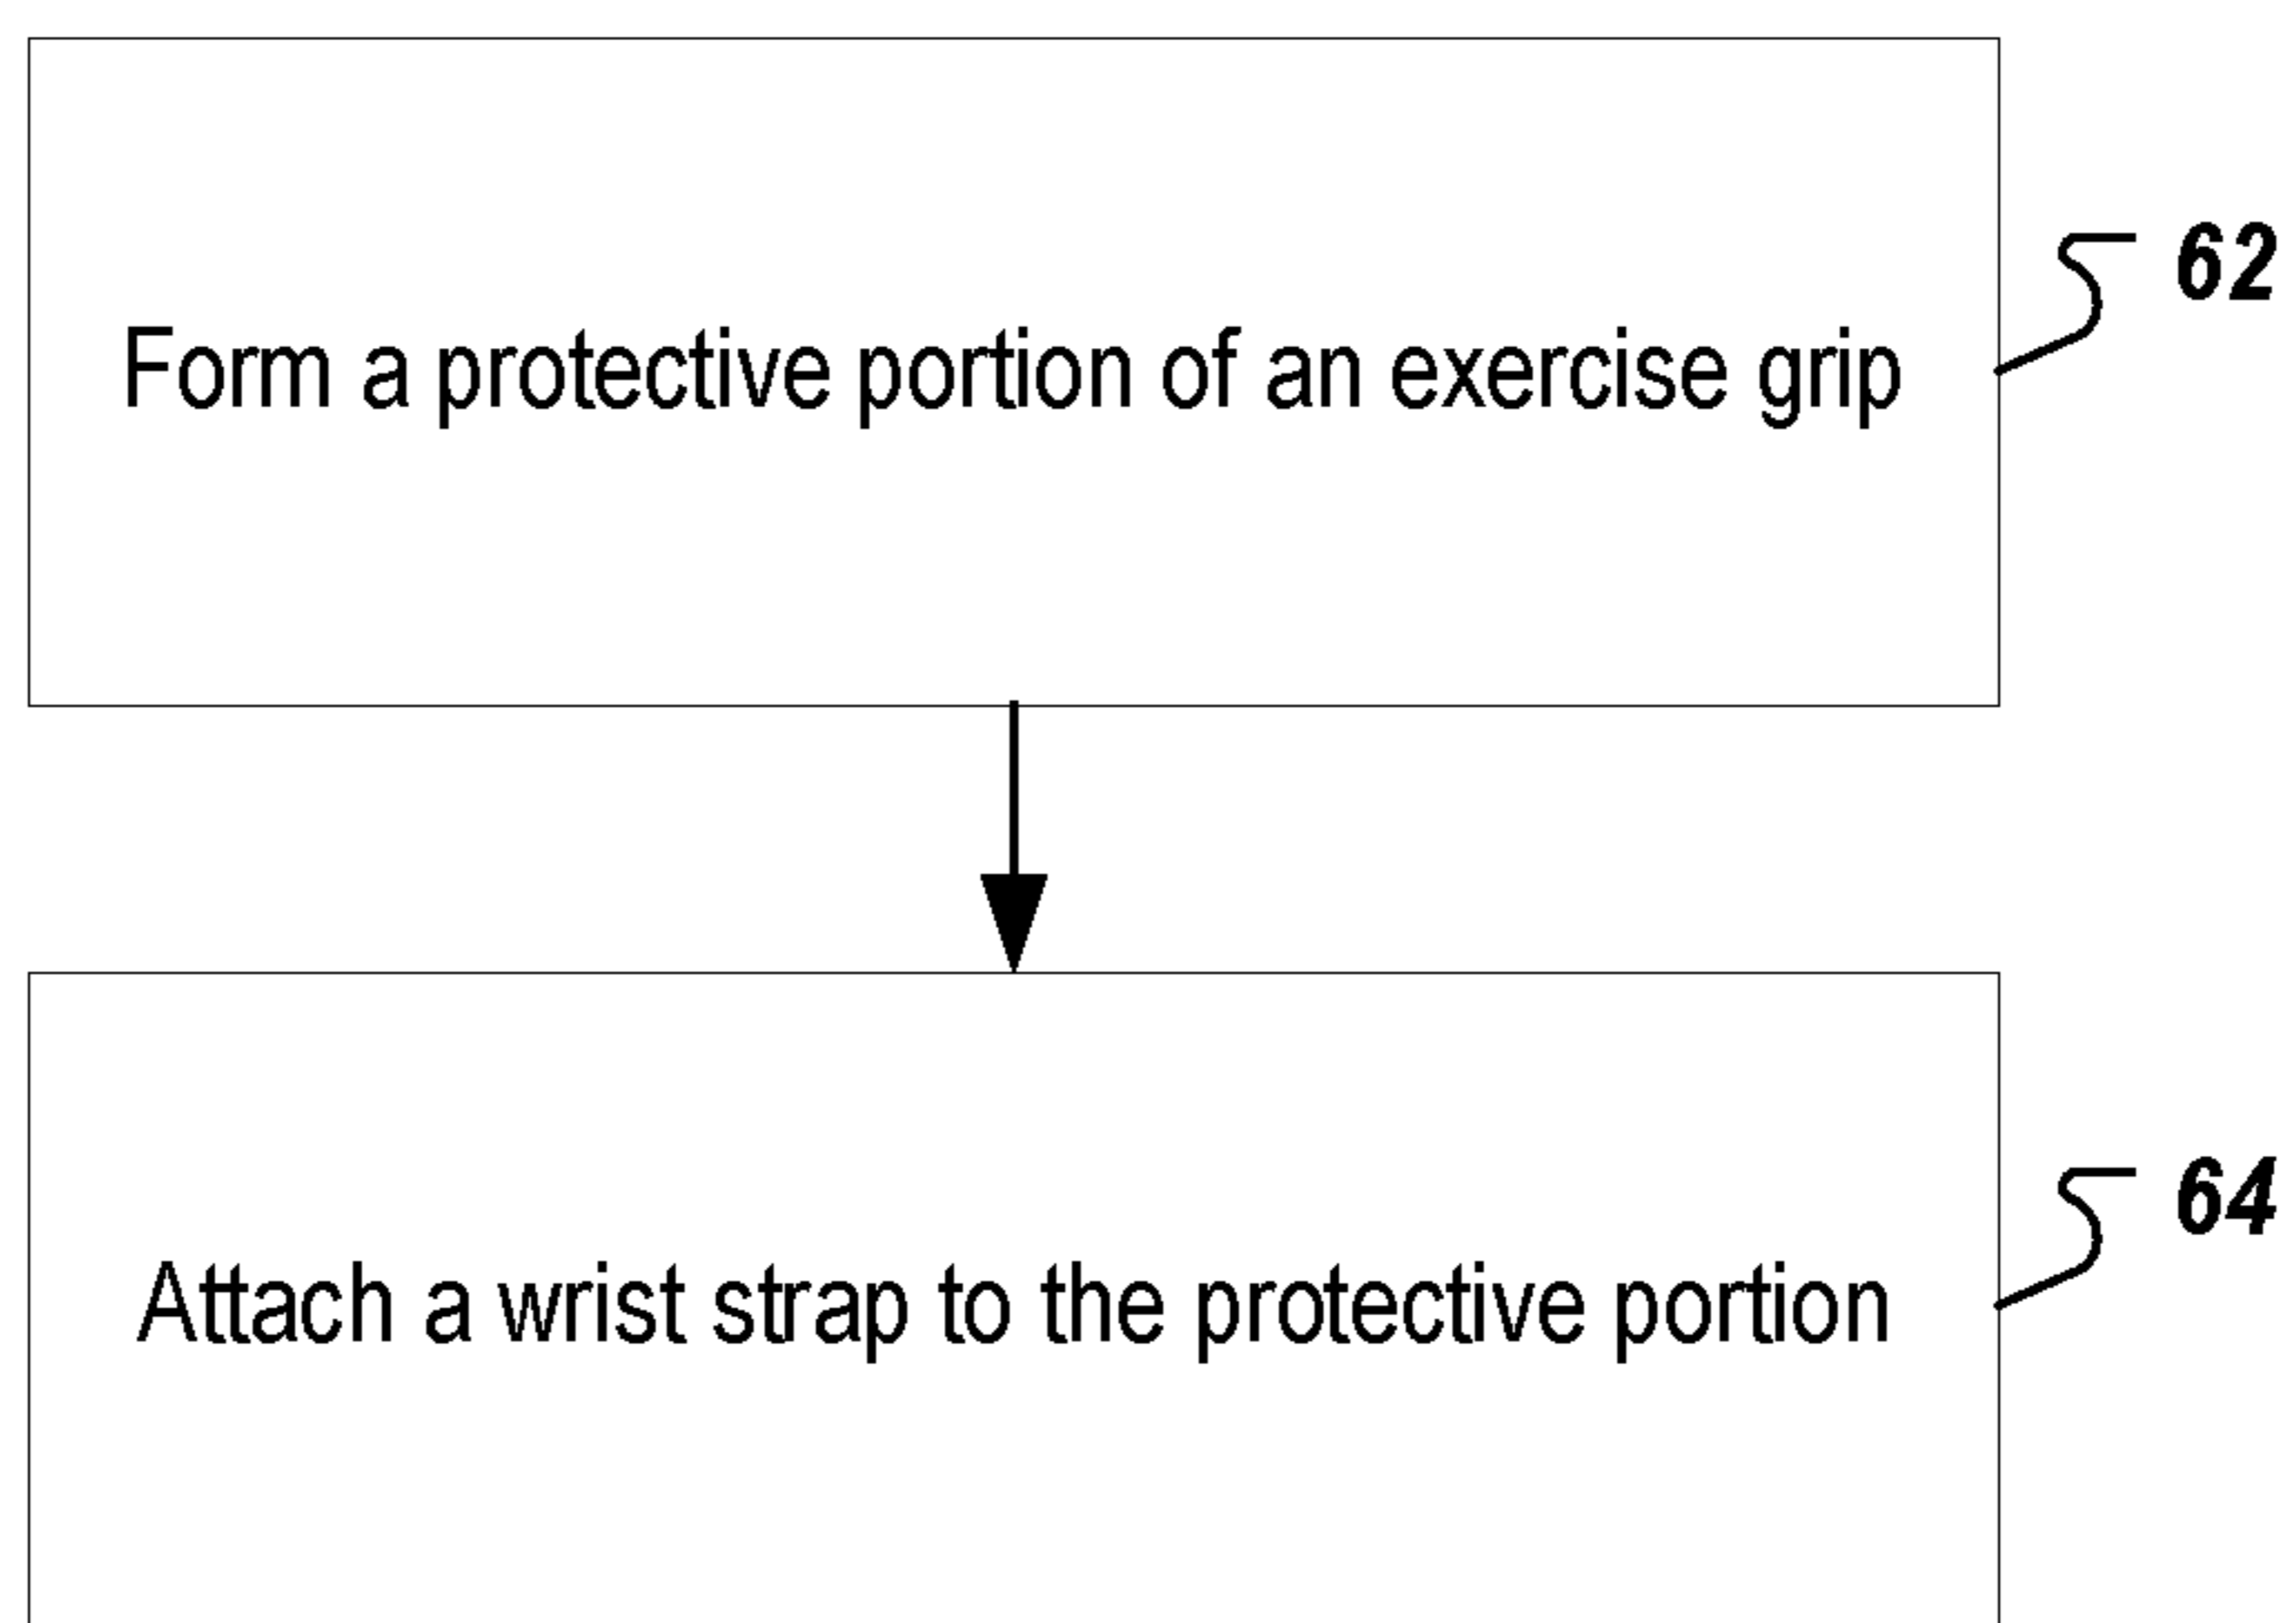 62
Form a protective portion of an exercise grip
64
Attach a wrist strap to the protective portion